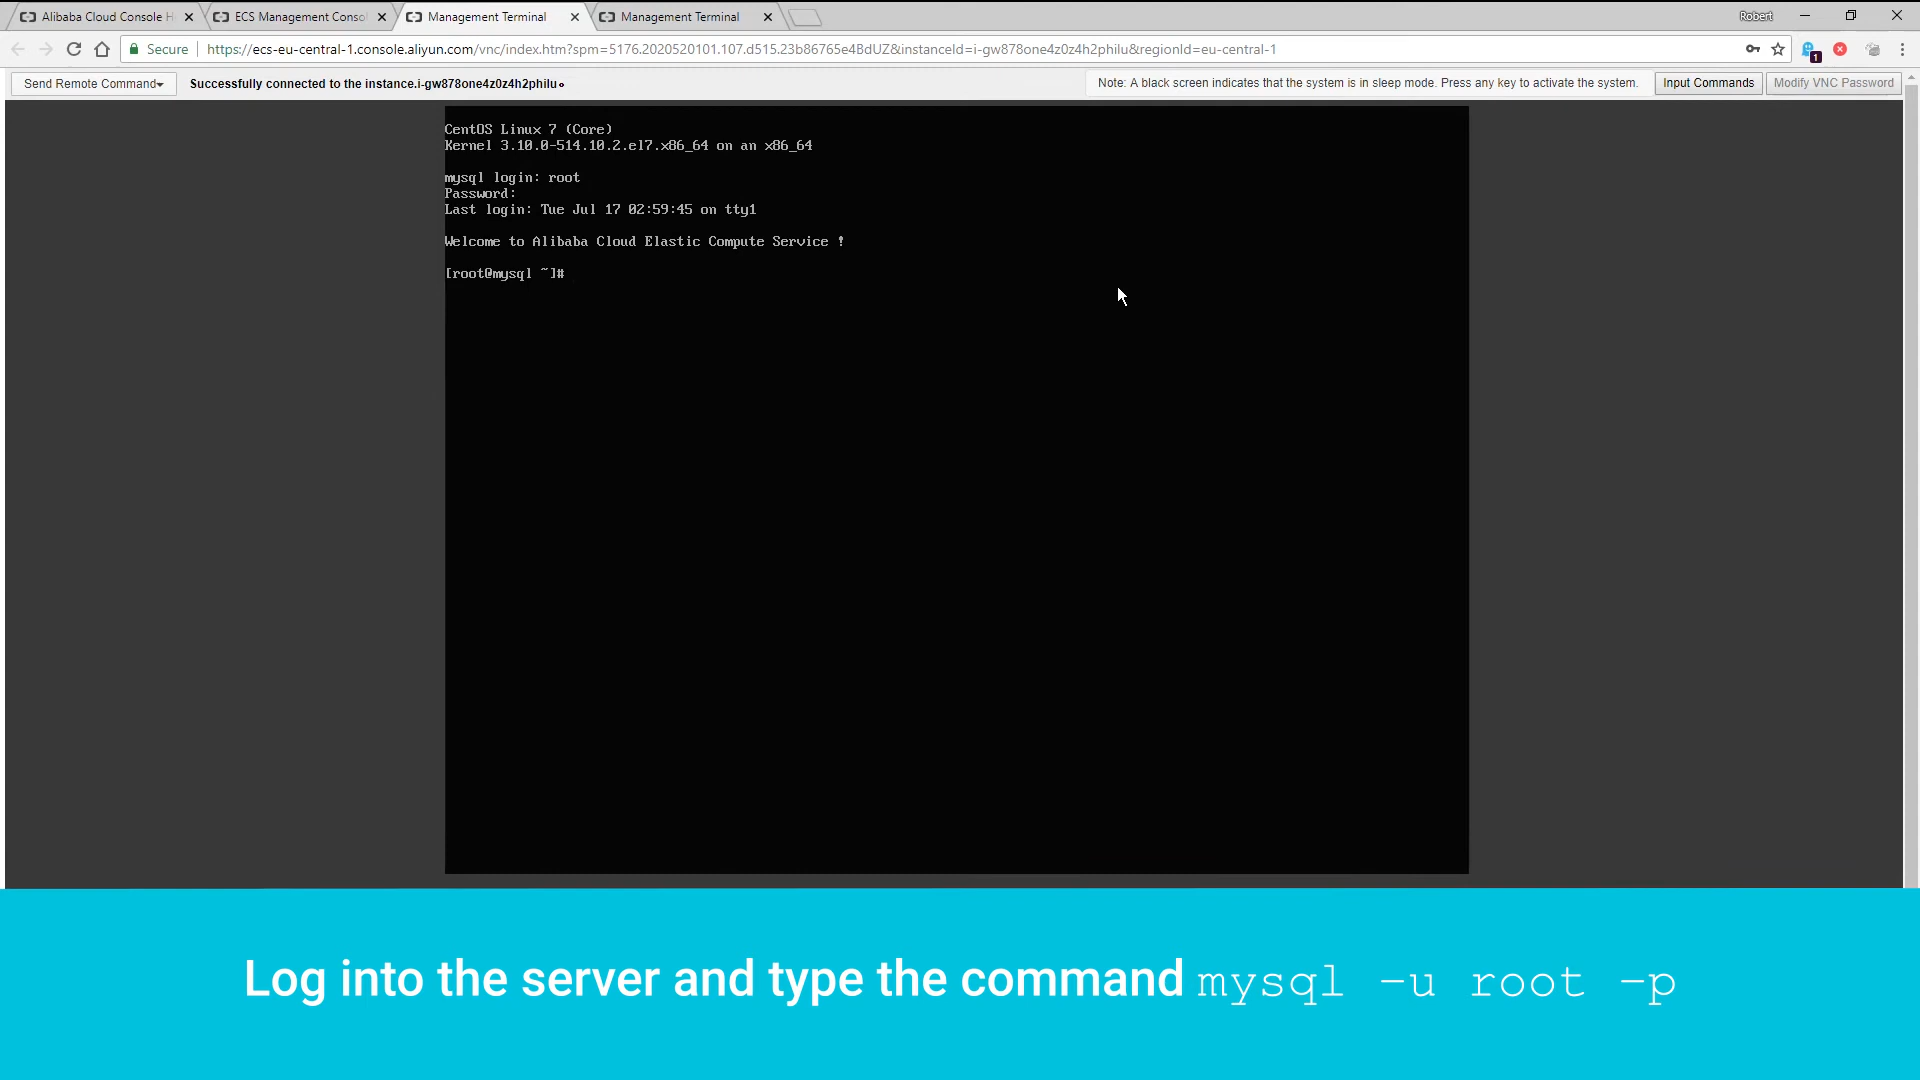 Alibaba Cloud Console H
ECS Management Consol
Management Terminal
Management Terminal
Robert
Secure
https://ecs-eu-central-1.console.aliyun.com/vnc/index.htm?spm=5176.2020520101.107.d515.23b86765e4BdUZ&instanceId=i-gw878one4z0z4h2philu&regionId=eu-central-1
1
Send Remote Command
Successfully connected to the instance.i-gw878one4z0z4h2philu。
Note: A black screen indicates that the system is in sleep mode. Press any key to activate the system.
Input Commands
Modify VNC Password
CentOS Linux 7 (Core)
Kernel 3.10.0-514.10.2.el7.x86_64 on an x86_64
mysql login: root
Password:
Last login: Tue Jul 17 02:59:45 on tty1
Welcome to Alibaba Cloud Elastic Compute Service !
[root@mysql ~]#
Log into the server and type the command mysql -u root -p